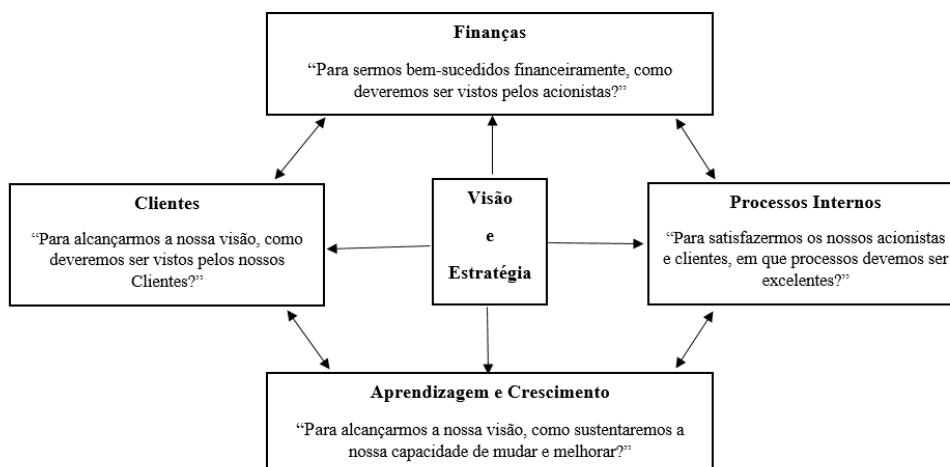 Finanças
“Para sermos bem-sucedidos financeiramente, como
deveremos ser vistos pelos acionistas?”
Clientes
“Para alcançarmos a nossa visão, como
deveremos ser vistos pelos nossos
Clientes?”
Visão
e
Estratégia
Processos Internos
“Para satisfazermos os nossos acionistas
e clientes, em que processos devemos ser
excelentes?”
Aprendizagem e Crescimento
“Para alcançarmos a nossa visão, como sustentaremos a
nossa capacidade de mudar e melhorar?”